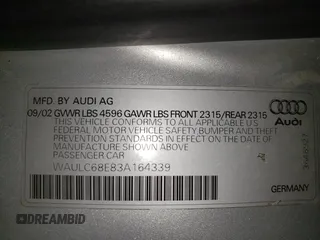 MFD. BY AUDI AG
09/02 GVWR LBS 4596 GAWR LBS FRONT 2315/REAR 2315
THIS VEHICLE CONFORMS TO ALL APPLICABLE
FEDERAL MOTOR VEHICLE SAFETY BUMPER AND THEFT
PREVENTION STANDARDS IN EFFECT ON THE DATE OF
MANUFACTURE SHOWN ABOVE
PASSENGER CAR
WAULC68E83A164339
Audi
GERMANY
DREAMBID